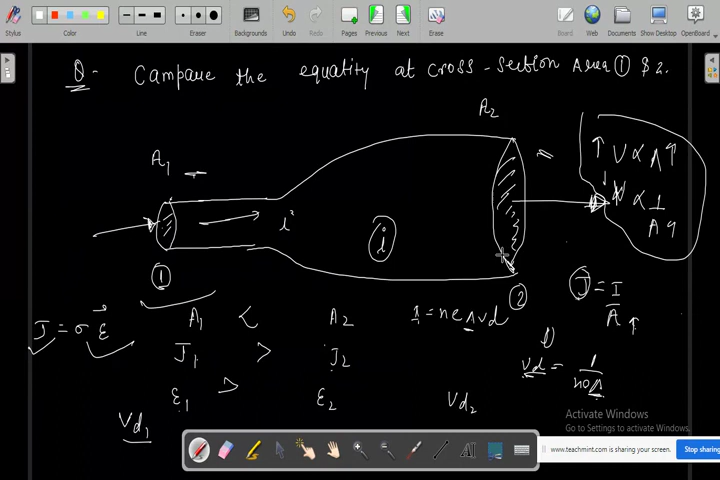 Stylus
Color
Line
Eraser
Backgrounds
Undo
Redo
Pages
Previous
Next
Erase
Board
Web
Documents
Show Desktop
OpenBoard
Q- Campaue the equatity at cross-Section Area ① $ 2.
A1
A2
i
i
V ∝ A ↑
∝ 1/A ↑
①
②
J = σ E
A1 < A2
i = neAvd
J = I/A ↑
J1 > J2
vd = 1/neA
E1 > E2
Vd1
Vd2
Activate Windows
Go to Settings to activate Windows.
www.teachmint.com is sharing your screen.
Stop sharing